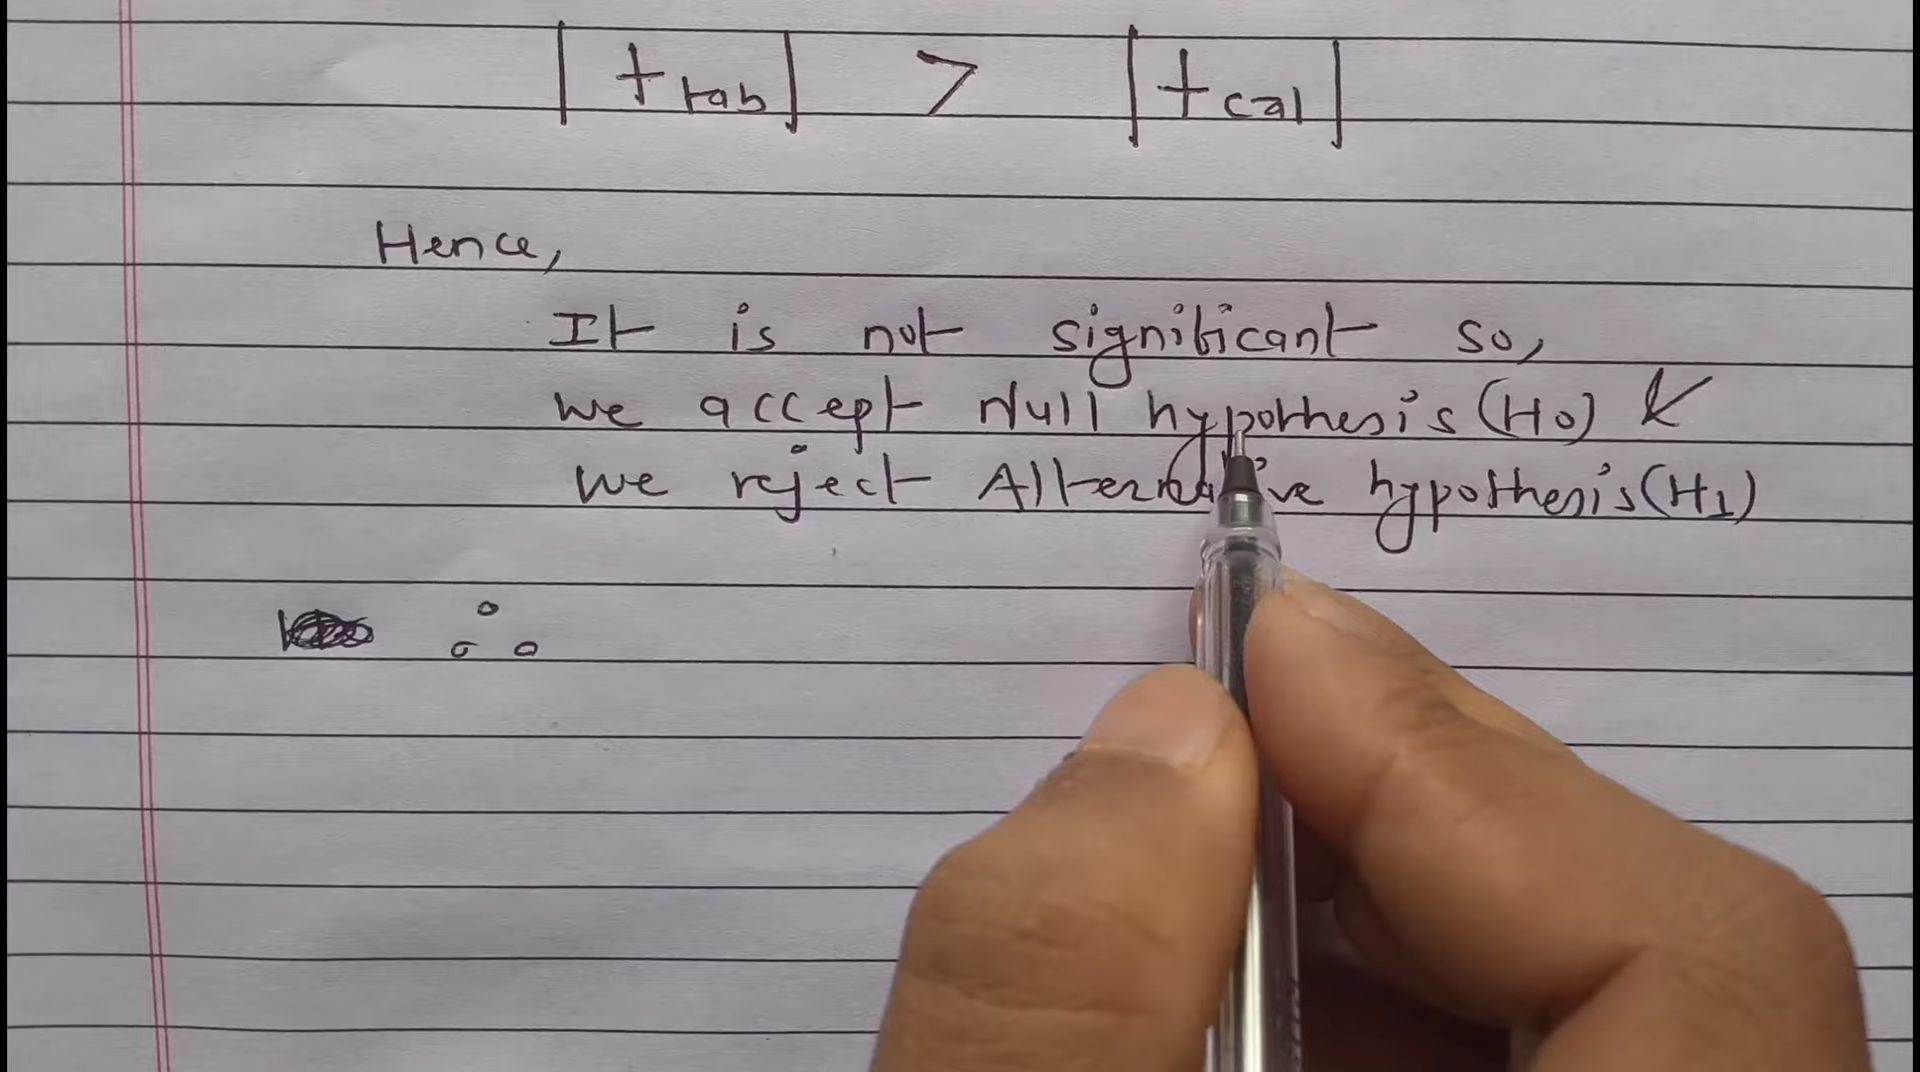 |t tab| > |t cal|
Hence,
It is not significant so,
we accept Null hypothesis (H0) &
we reject Alternative hypothesis (H1)
∴